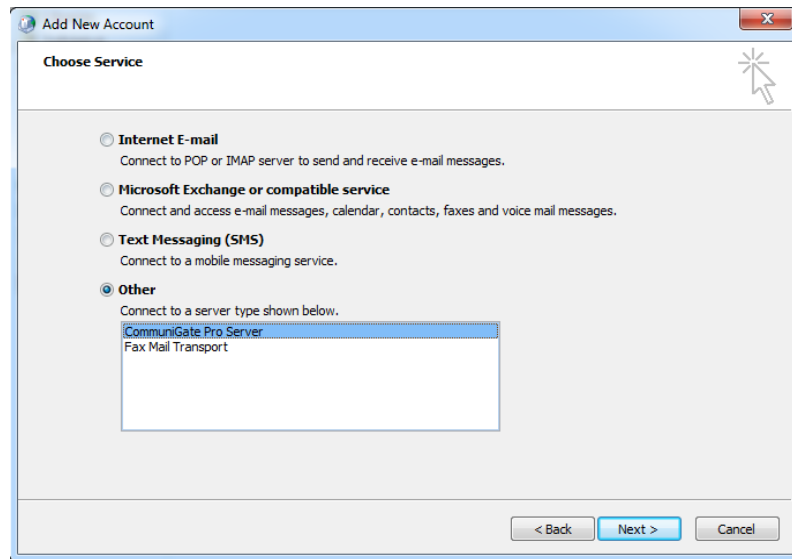 Add New Account
Choose Service
Internet E-mail
Connect to POP or IMAP server to send and receive e-mail messages.
Microsoft Exchange or compatible service
Connect and access e-mail messages, calendar, contacts, faxes and voice mail messages.
Text Messaging (SMS)
Connect to a mobile messaging service.
Other
Connect to a server type shown below.
CommuniGate Pro Server
Fax Mail Transport
< Back Next > Cancel